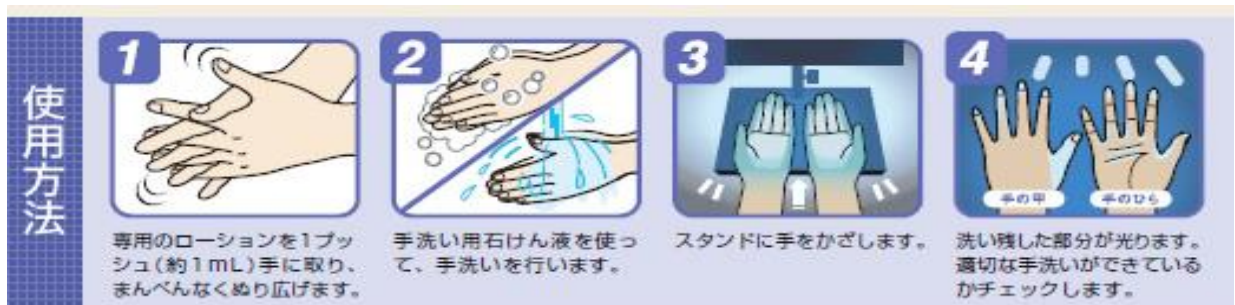 使用方法
1
専用のローションを1プッ
シュ(約1mL)手に取り、
まんべんなくぬり広げます。
2
手洗い用石けん液を使っ
て、手洗いを行います。
3
スタンドに手をかざします。
4
手の甲
手のひら
洗い残した部分が光ります。
適切な手洗いができている
かチェックします。